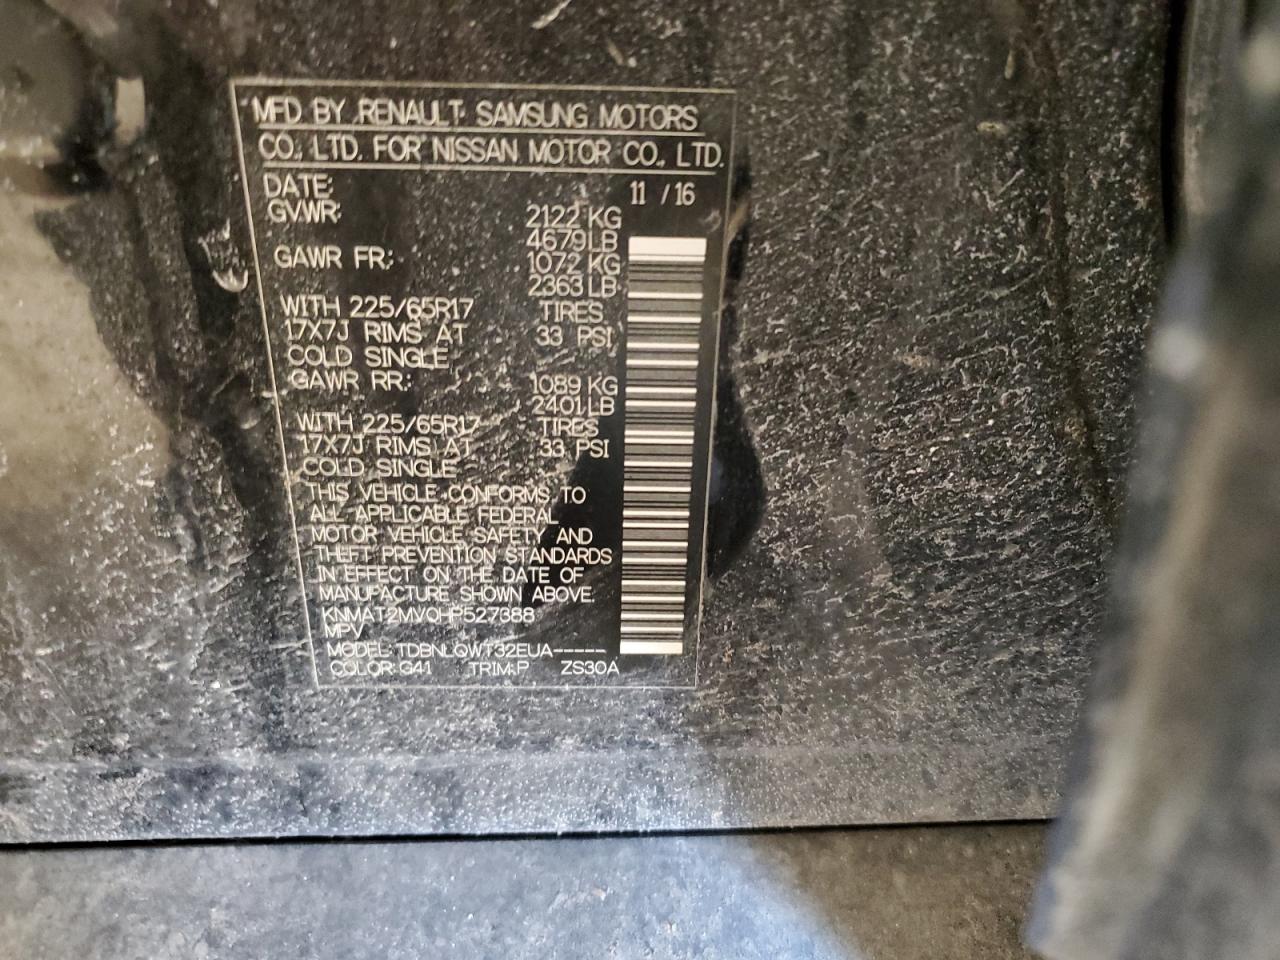 MFD BY RENAULT SAMSUNG MOTORS
CO., LTD. FOR NISSAN MOTOR CO., LTD.
DATE: 11 / 16
GVWR: 2122 KG
4679 LB
GAWR FR: 1072 KG
2363 LB
WITH 225/65R17 TIRES
17X7J RIMS AT 33 PSI
COLD SINGLE
GAWR RR: 1089 KG
2401 LB
WITH 225/65R17 TIRES
17X7J RIMS AT 33 PSI
COLD SINGLE
THIS VEHICLE CONFORMS TO
ALL APPLICABLE FEDERAL
MOTOR VEHICLE SAFETY AND
THEFT PREVENTION STANDARDS
IN EFFECT ON THE DATE OF
MANUFACTURE SHOWN ABOVE.
KNMAT2MV0HP527388
MPV
MODEL: TDBNLQWT32EUA-----
COLOR: G41 TRIM: P ZS30A